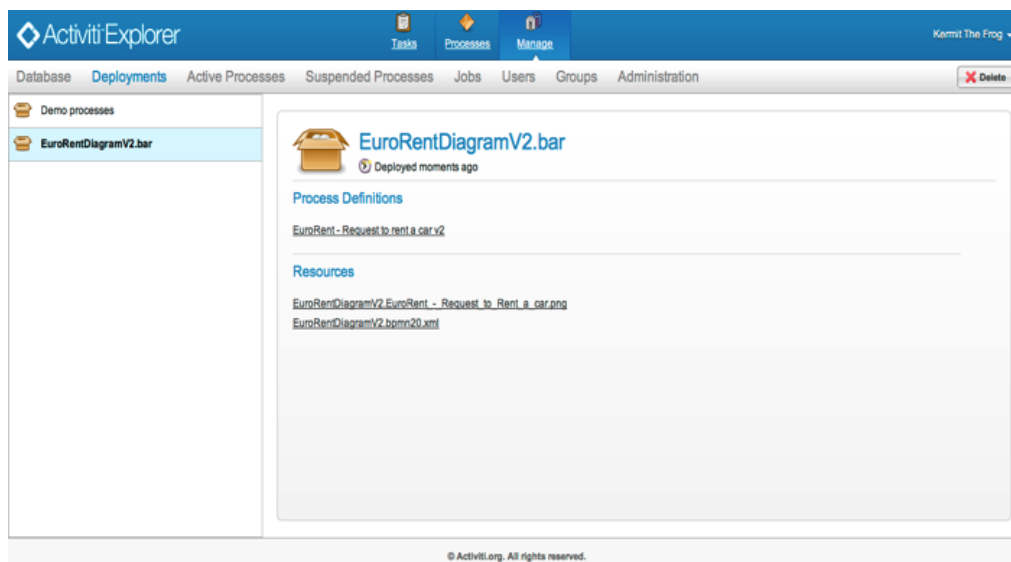 Activiti Explorer
Tasks Processes Manage
Kermit The Frog
Database Deployments Active Processes Suspended Processes Jobs Users Groups Administration
Delete
Demo processes
EuroRentDiagramV2.bar
EuroRentDiagramV2.bar
Deployed moments ago
Process Definitions
EuroRent - Request to rent a car v2
Resources
EuroRentDiagramV2.EuroRent_-_Request_to_Rent_a_car.png
EuroRentDiagramV2.bpmn20.xml
© Activiti.org. All rights reserved.